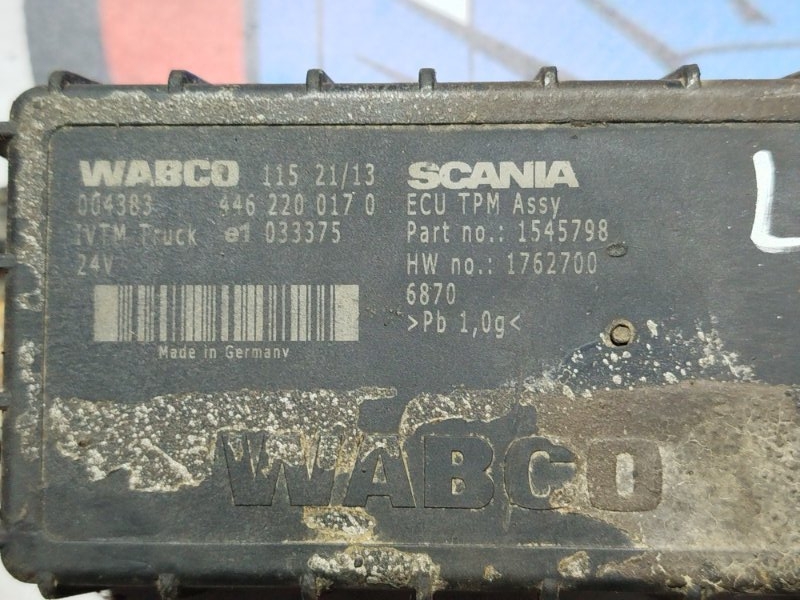 WABCO 115 21/13
004383 446 220 017 0
IVTM Truck e1 033375
24V
Made in Germany
SCANIA
ECU TPM Assy
Part no.: 1545798
HW no.: 1762700
6870
>Pb 1,0g<
WABCO
L